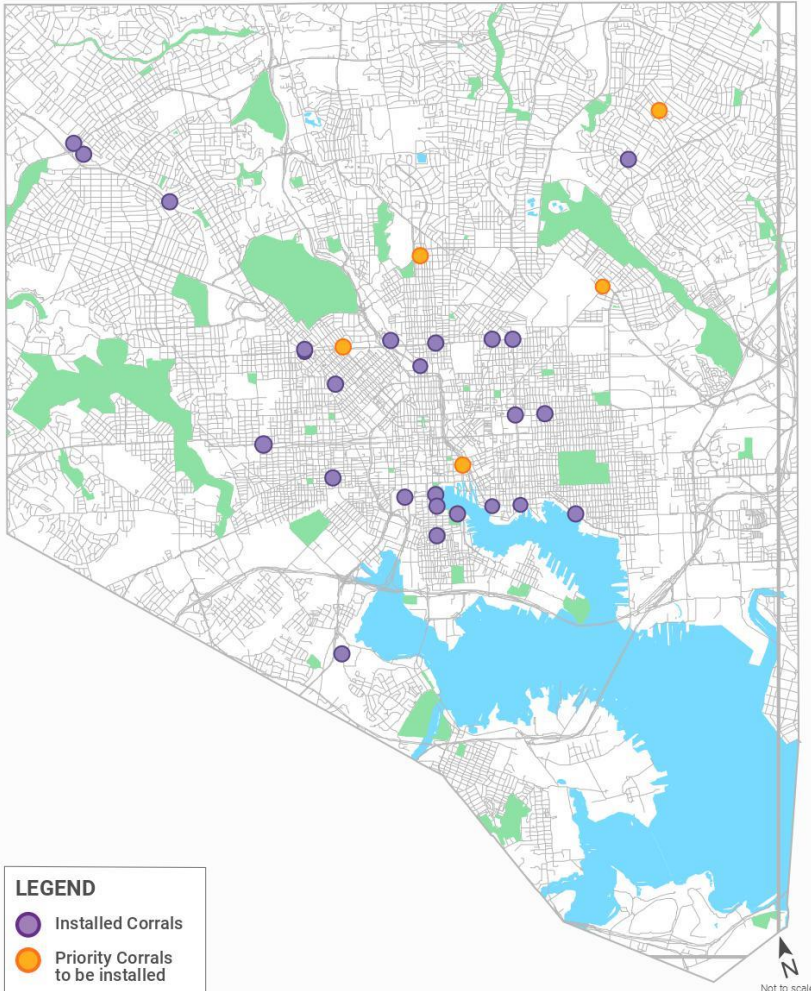 LEGEND
Installed Corrals
Priority Corrals
to be installed
N
Not to scale